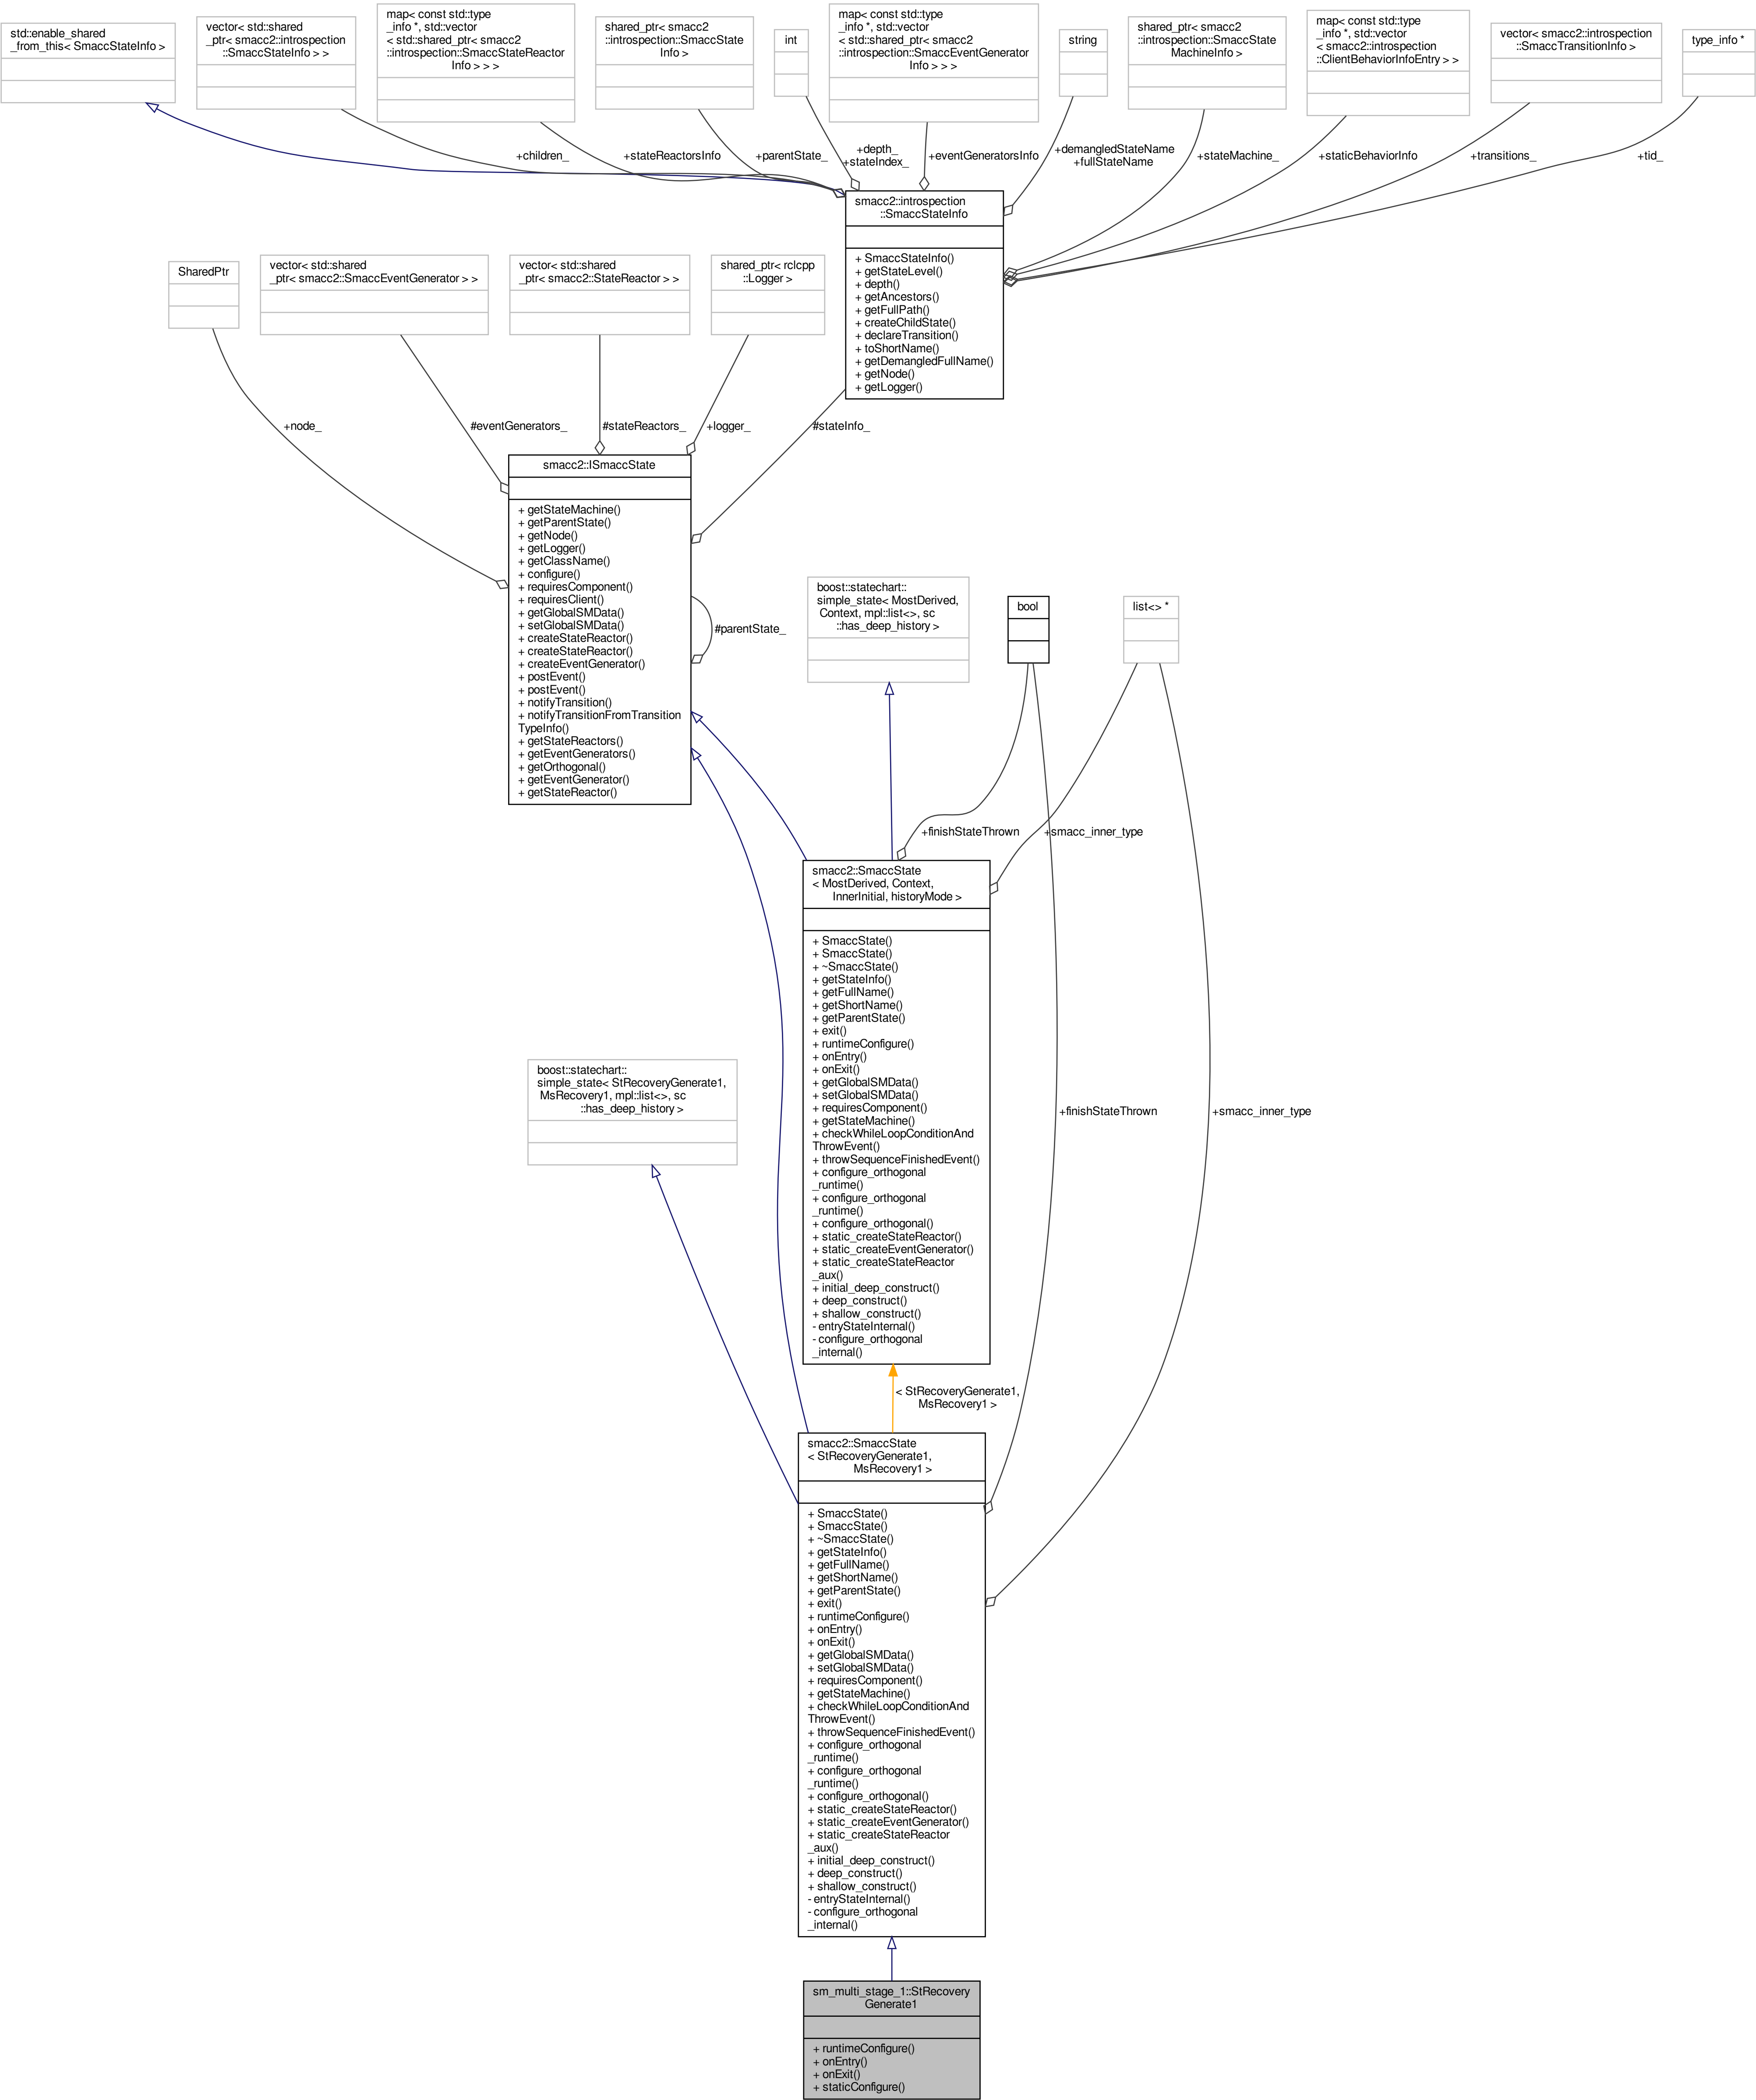 std::enable_shared
_from_this< SmaccStateInfo >
vector< std::shared
_ptr< smacc2::introspection
::SmaccStateInfo > >
map< const std::type
_info *, std::vector
< std::shared_ptr< smacc2
::introspection::SmaccStateReactor
Info > > >
shared_ptr< smacc2
::introspection::SmaccState
Info >
int
map< const std::type
_info *, std::vector
< std::shared_ptr< smacc2
::introspection::SmaccEventGenerator
Info > > >
string
shared_ptr< smacc2
::introspection::SmaccState
MachineInfo >
map< const std::type
_info *, std::vector
< smacc2::introspection
::ClientBehaviorInfoEntry > >
vector< smacc2::introspection
::SmaccTransitionInfo >
type_info *
+children_
+stateReactorsInfo
+parentState_
+depth_
+stateIndex_
+eventGeneratorsInfo
+demangledStateName
+fullStateName
+stateMachine_
+staticBehaviorInfo
+transitions_
+tid_
smacc2::introspection
::SmaccStateInfo
+ SmaccStateInfo()
+ getStateLevel()
+ depth()
+ getAncestors()
+ getFullPath()
+ createChildState()
+ declareTransition()
+ toShortName()
+ getDemangledFullName()
+ getNode()
+ getLogger()
SharedPtr
vector< std::shared
_ptr< smacc2::SmaccEventGenerator > >
vector< std::shared
_ptr< smacc2::StateReactor > >
shared_ptr< rclcpp
::Logger >
+node_
#eventGenerators_
#stateReactors_
+logger_
#stateInfo_
smacc2::ISmaccState
+ getStateMachine()
+ getParentState()
+ getNode()
+ getLogger()
+ getClassName()
+ configure()
+ requiresComponent()
+ requiresClient()
+ getGlobalSMData()
+ setGlobalSMData()
+ createStateReactor()
+ createStateReactor()
+ createEventGenerator()
+ postEvent()
+ postEvent()
+ notifyTransition()
+ notifyTransitionFromTransition
TypeInfo()
+ getStateReactors()
+ getEventGenerators()
+ getOrthogonal()
+ getEventGenerator()
+ getStateReactor()
#parentState_
boost::statechart::
simple_state< MostDerived,
Context, mpl::list<>, sc
::has_deep_history >
bool
list<> *
+finishStateThrown
+smacc_inner_type
smacc2::SmaccState
< MostDerived, Context,
InnerInitial, historyMode >
+ SmaccState()
+ SmaccState()
+ ~SmaccState()
+ getStateInfo()
+ getFullName()
+ getShortName()
+ getParentState()
+ exit()
+ runtimeConfigure()
+ onEntry()
+ onExit()
+ getGlobalSMData()
+ setGlobalSMData()
+ requiresComponent()
+ getStateMachine()
+ checkWhileLoopConditionAnd
ThrowEvent()
+ throwSequenceFinishedEvent()
+ configure_orthogonal
_runtime()
+ configure_orthogonal
_runtime()
+ configure_orthogonal()
+ static_createStateReactor()
+ static_createEventGenerator()
+ static_createStateReactor
_aux()
+ initial_deep_construct()
+ deep_construct()
+ shallow_construct()
- entryStateInternal()
- configure_orthogonal
_internal()
boost::statechart::
simple_state< StRecoveryGenerate1,
MsRecovery1, mpl::list<>, sc
::has_deep_history >
+finishStateThrown
+smacc_inner_type
< StRecoveryGenerate1,
MsRecovery1 >
smacc2::SmaccState
< StRecoveryGenerate1,
MsRecovery1 >
+ SmaccState()
+ SmaccState()
+ ~SmaccState()
+ getStateInfo()
+ getFullName()
+ getShortName()
+ getParentState()
+ exit()
+ runtimeConfigure()
+ onEntry()
+ onExit()
+ getGlobalSMData()
+ setGlobalSMData()
+ requiresComponent()
+ getStateMachine()
+ checkWhileLoopConditionAnd
ThrowEvent()
+ throwSequenceFinishedEvent()
+ configure_orthogonal
_runtime()
+ configure_orthogonal
_runtime()
+ configure_orthogonal()
+ static_createStateReactor()
+ static_createEventGenerator()
+ static_createStateReactor
_aux()
+ initial_deep_construct()
+ deep_construct()
+ shallow_construct()
- entryStateInternal()
- configure_orthogonal
_internal()
sm_multi_stage_1::StRecovery
Generate1
+ runtimeConfigure()
+ onEntry()
+ onExit()
+ staticConfigure()